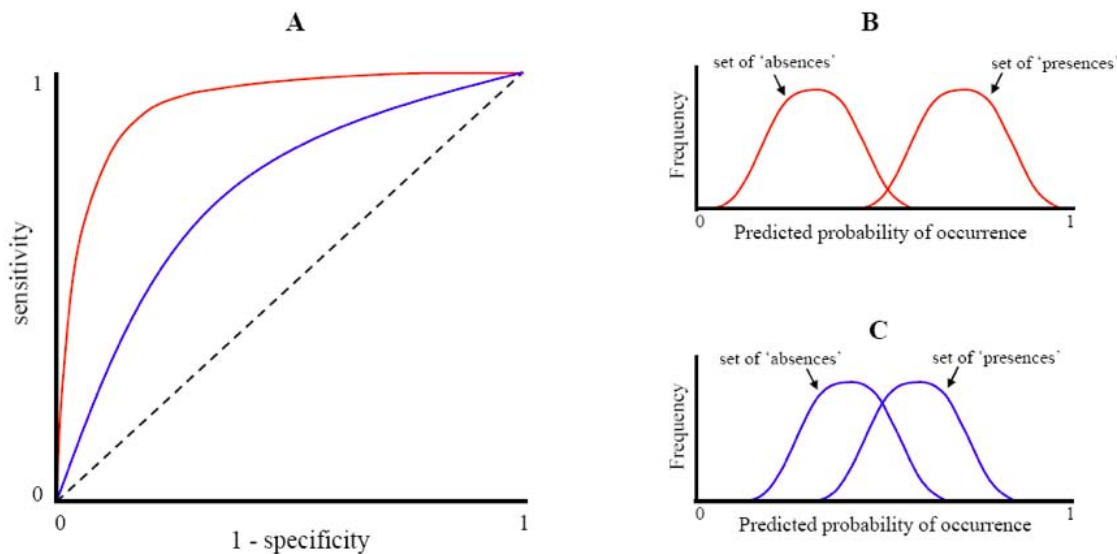 A
1
sensitivity
0
0
1
1 - specificity
B
set of ‘absences’
set of ‘presences’
Frequency
0
1
Predicted probability of occurrence
C
set of ‘absences’
set of ‘presences’
Frequency
0
1
Predicted probability of occurrence